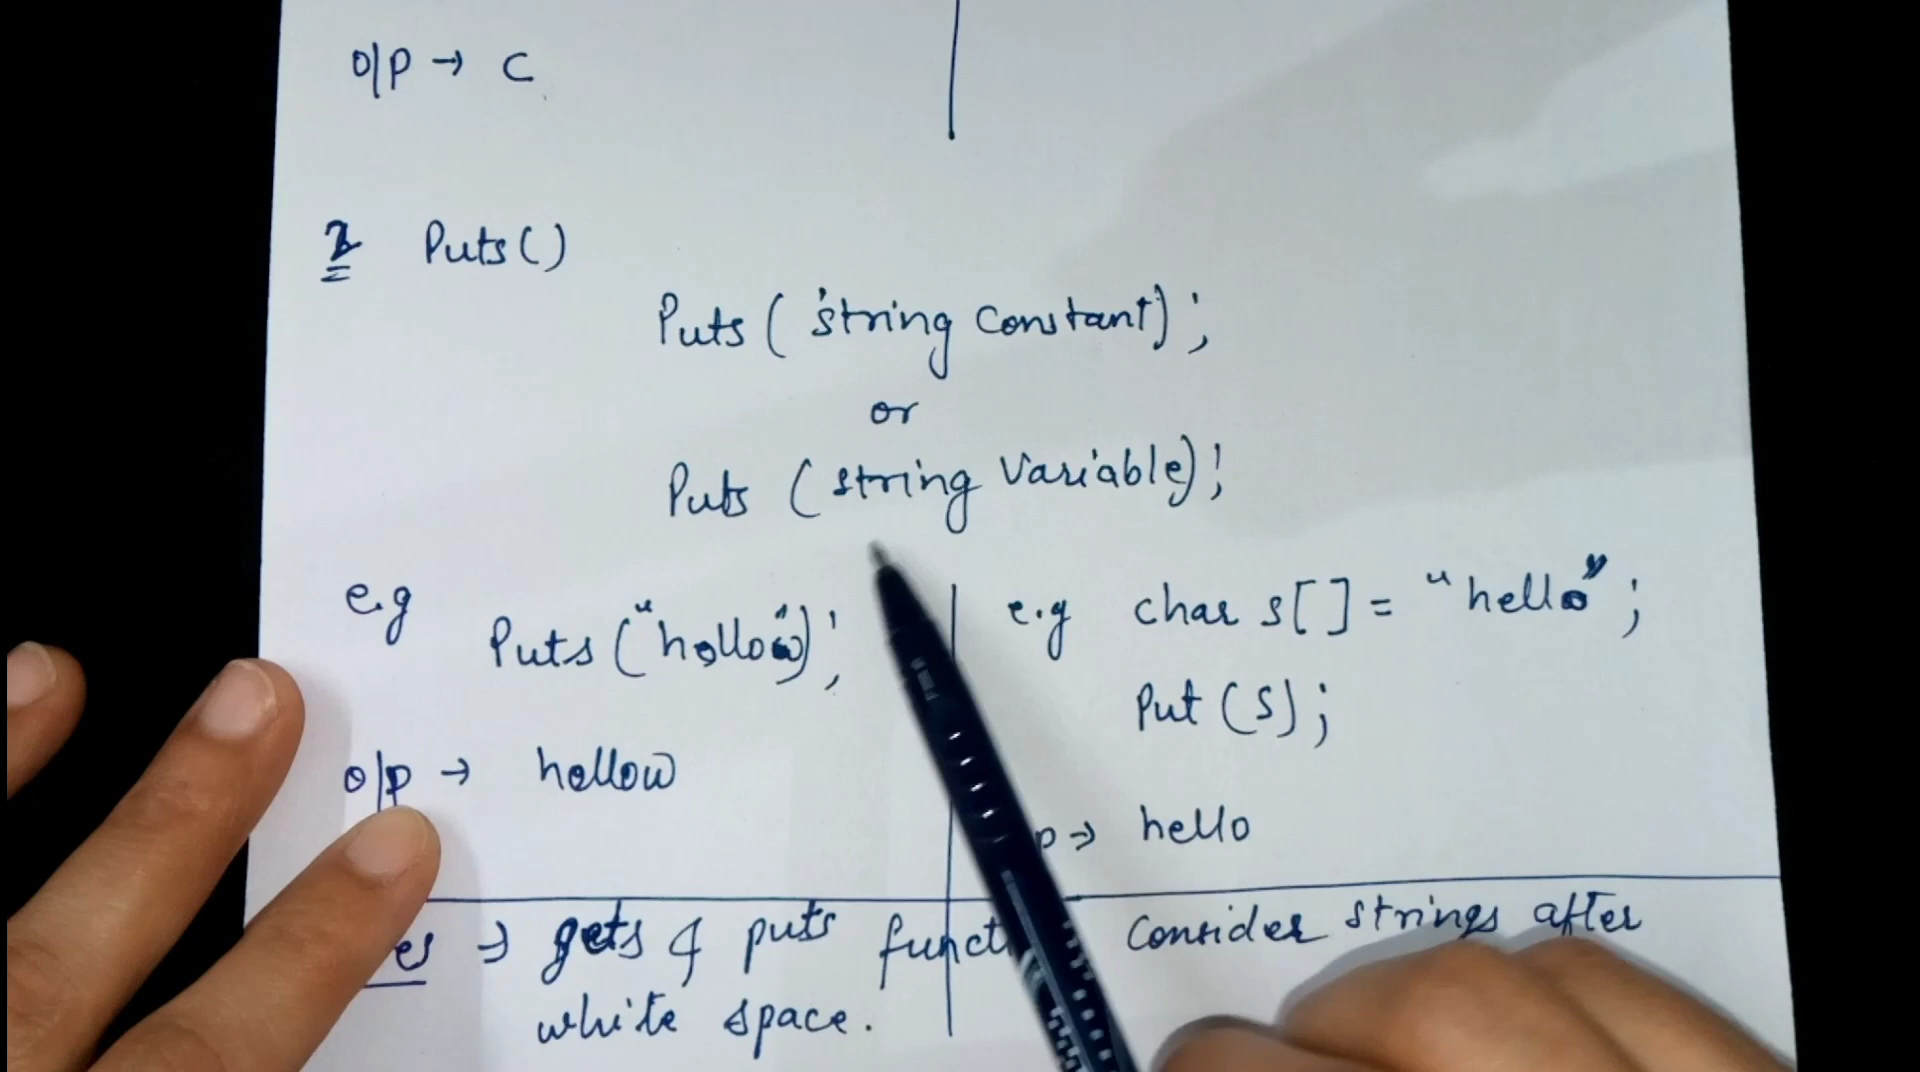 o|p → c
2 Puts()
Puts ( string constant) ;
or
Puts (string variable) ;
e.g Puts ("hollow") ;
o|p → hollow
e.g char s[] = "hello" ;
Put (s) ;
p → hello
→ gets & puts consider strings after
white space.